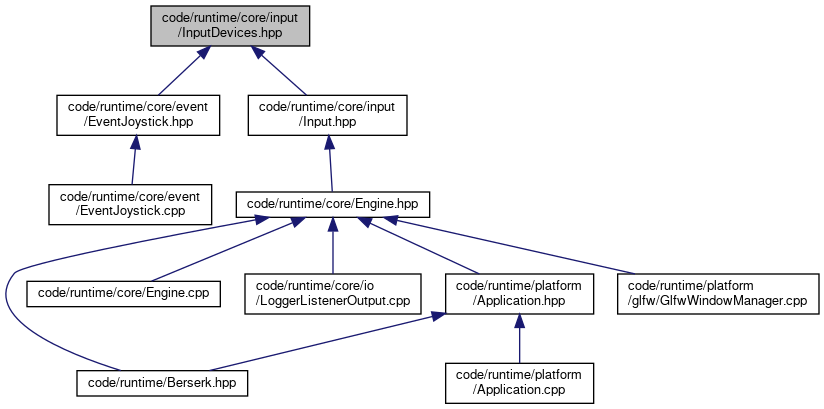 code/runtime/core/input
/InputDevices.hpp
code/runtime/core/event
/EventJoystick.hpp
code/runtime/core/input
/Input.hpp
code/runtime/core/event
/EventJoystick.cpp
code/runtime/core/Engine.hpp
code/runtime/core/Engine.cpp
code/runtime/core/io
/LoggerListenerOutput.cpp
code/runtime/platform
/Application.hpp
code/runtime/platform
/glfw/GlfwWindowManager.cpp
code/runtime/Berserk.hpp
code/runtime/platform
/Application.cpp